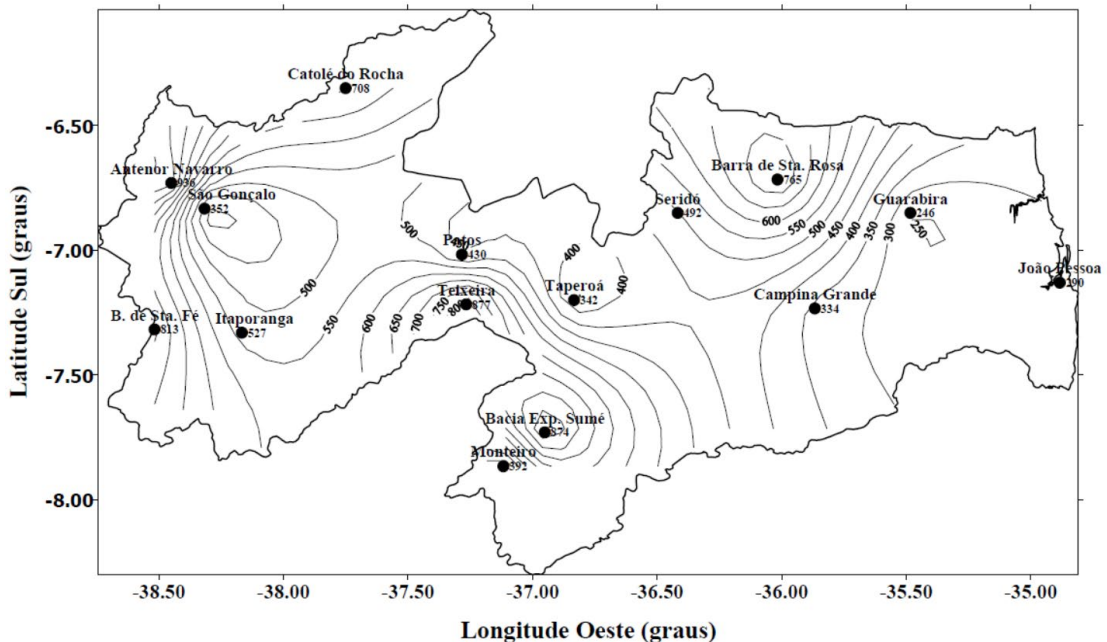 Catolé do Rocha
708
-6.50
Antenor Navarro
936
Barra de Sta. Rosa
765
São Gonçalo
352
Seridó
492
Guarabira
246
600
550
500
450
400
350
300
250
500
400
-7.00
Patos
430
João Pessoa
290
Latitude Sul (graus)
Teixeira
877
Taperoá
342
400
Campina Grande
334
500
550
600
650
700
750
B. de Sta. Fé
813
Itaporanga
527
-7.50
Bacia Exp. Sumé
874
Monteiro
392
-8.00
-38.50
-38.00
-37.50
-37.00
-36.50
-36.00
-35.50
-35.00
Longitude Oeste (graus)